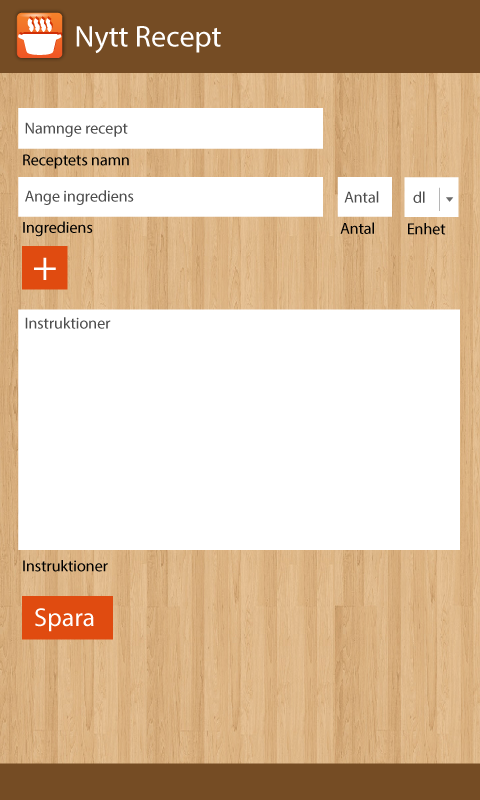 Nytt Recept
Namnge recept
Receptets namn
Ange ingrediens Antal dl
Ingrediens Antal Enhet
+
Instruktioner
Instruktioner
Spara